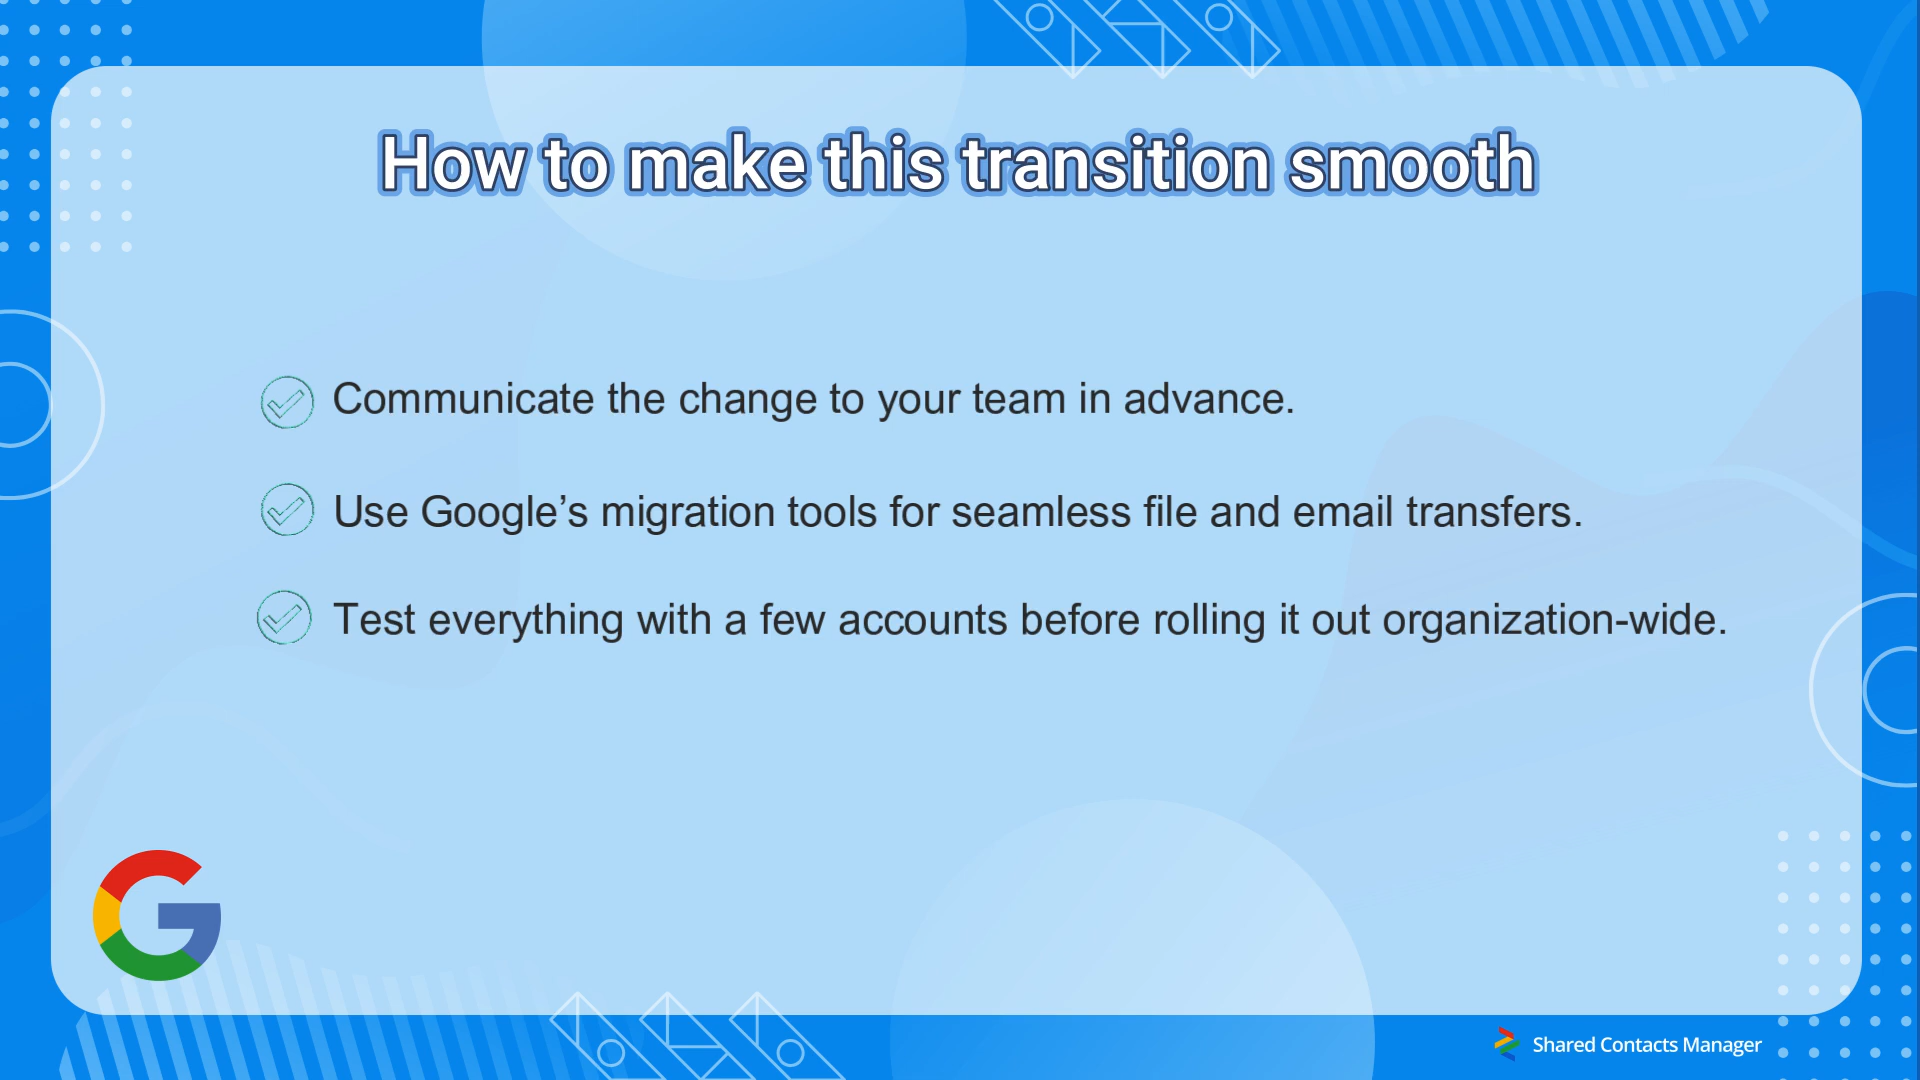 How to make this transition smooth
Communicate the change to your team in advance.
Use Google’s migration tools for seamless file and email transfers.
Test everything with a few accounts before rolling it out organization-wide.
Shared Contacts Manager